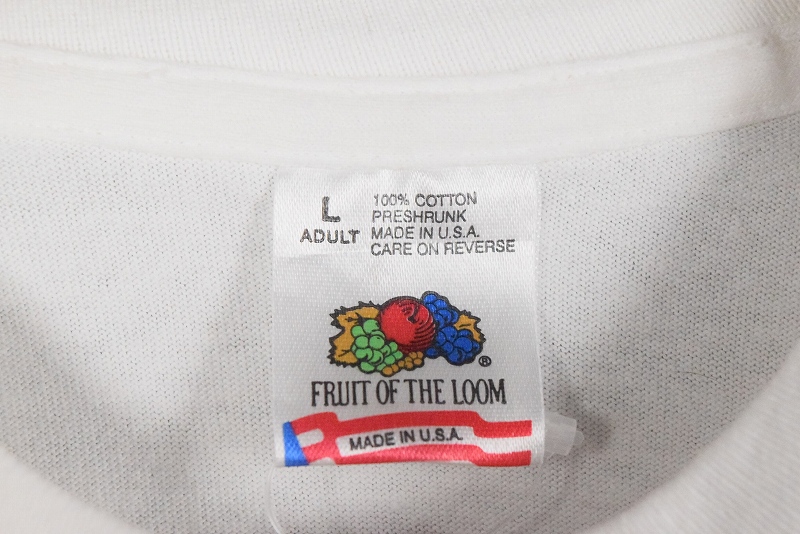 L
ADULT
100% COTTON
PRESHRUNK
MADE IN U.S.A.
CARE ON REVERSE
®
FRUIT OF THE LOOM
MADE IN U.S.A.